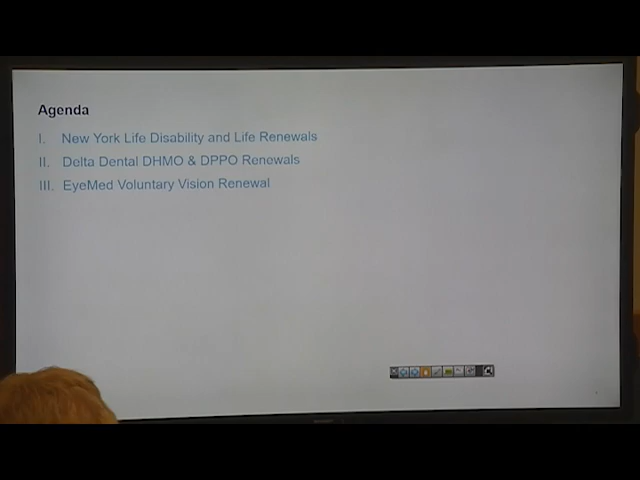 Agenda
I. New York Life Disability and Life Renewals
II. Delta Dental DHMO & DPPO Renewals
III. EyeMed Voluntary Vision Renewal